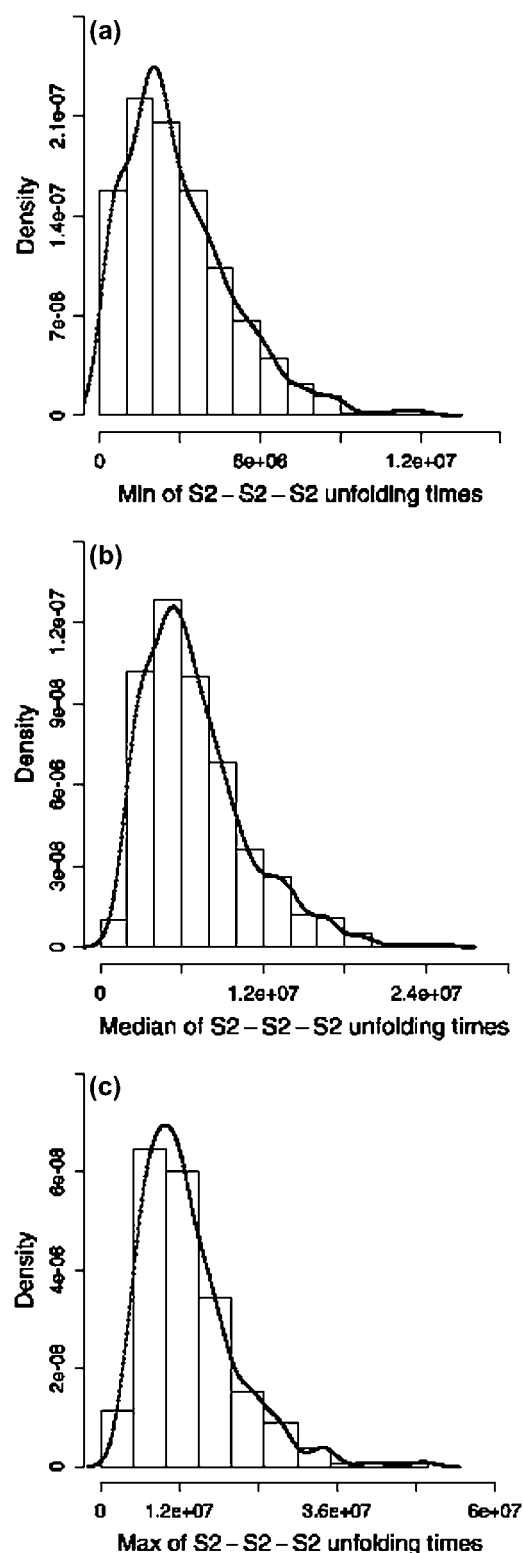 (a)
Density
2.1e-07
1.4e-07
7e-08
0
0
6e+06
1.2e+07
Min of S2–S2–S2 unfolding times
(b)
Density
1.2e-07
9e-08
6e-08
3e-08
0
0
1.2e+07
2.4e+07
Median of S2–S2–S2 unfolding times
(c)
Density
6e-08
4e-08
2e-08
0
0
1.2e+07
3.6e+07
6e+07
Max of S2–S2–S2 unfolding times